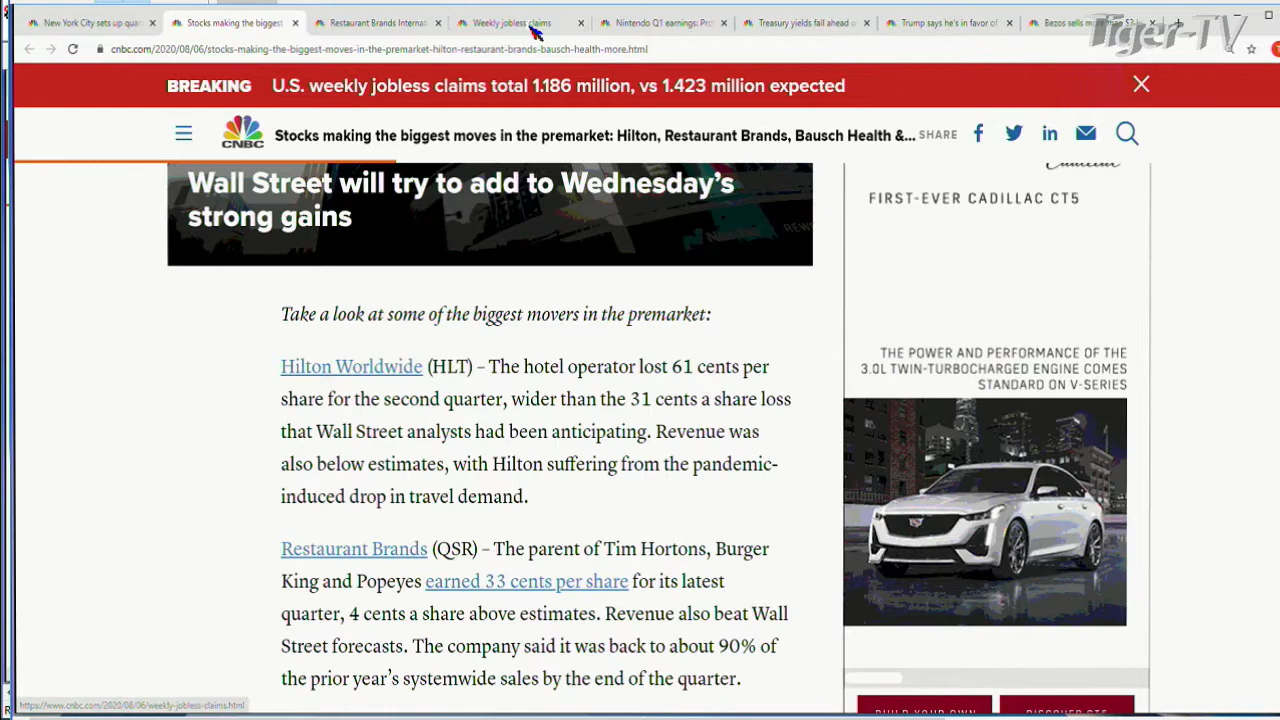 New York City sets up quar
Stocks making the biggest
Restaurant Brands Internat
Weekly jobless claims
Nintendo Q1 earnings: Pro
Treasury yields fall ahead o
Trump says he's in favor of
Bezos sells more than $3
Tiger-TV
cnbc.com/2020/08/06/stocks-making-the-biggest-moves-in-the-premarket-hilton-restaurant-brands-bausch-health-more.html
BREAKING U.S. weekly jobless claims total 1.186 million, vs 1.423 million expected
CNBC
Stocks making the biggest moves in the premarket: Hilton, Restaurant Brands, Bausch Health &...
SHARE
Wall Street will try to add to Wednesday's
strong gains
Take a look at some of the biggest movers in the premarket:
Hilton Worldwide (HLT) – The hotel operator lost 61 cents per
share for the second quarter, wider than the 31 cents a share loss
that Wall Street analysts had been anticipating. Revenue was
also below estimates, with Hilton suffering from the pandemic-
induced drop in travel demand.
Restaurant Brands (QSR) – The parent of Tim Hortons, Burger
King and Popeyes earned 33 cents per share for its latest
quarter, 4 cents a share above estimates. Revenue also beat Wall
Street forecasts. The company said it was back to about 90% of
the prior year's systemwide sales by the end of the quarter.
Cadillac
FIRST-EVER CADILLAC CT5
THE POWER AND PERFORMANCE OF THE
3.0L TWIN-TURBOCHARGED ENGINE COMES
STANDARD ON V-SERIES
BUILD YOUR OWN
DISCOVER CT5
https://www.cnbc.com/2020/08/06/weekly-jobless-claims.html